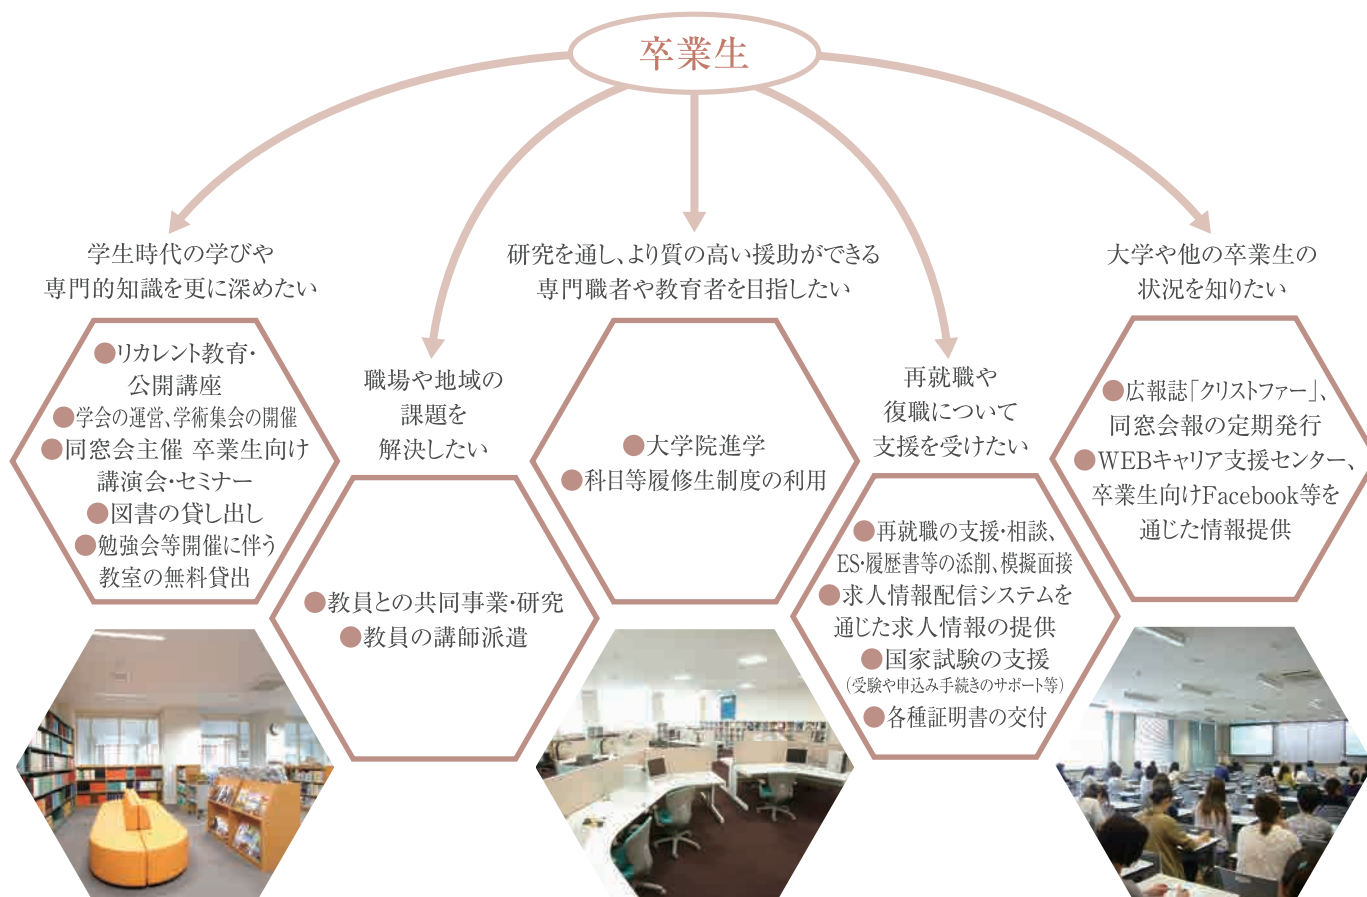 卒業生
学生時代の学びや
専門的知識を更に深めたい
●リカレント教育・
公開講座
●学会の運営、学術集会の開催
●同窓会主催 卒業生向け
講演会・セミナー
●図書の貸し出し
●勉強会等開催に伴う
教室の無料貸出
職場や地域の
課題を
解決したい
●教員との共同事業・研究
●教員の講師派遣
研究を通し、より質の高い援助ができる
専門職者や教育者を目指したい
●大学院進学
●科目等履修生制度の利用
再就職や
復職について
支援を受けたい
●再就職の支援・相談、
ES・履歴書等の添削、模擬面接
●求人情報配信システムを
通じた求人情報の提供
●国家試験の支援
(受験や申込み手続きのサポート等)
●各種証明書の交付
大学や他の卒業生の
状況を知りたい
●広報誌「クリストファー」、
同窓会報の定期発行
●WEBキャリア支援センター、
卒業生向けFacebook等を
通じた情報提供